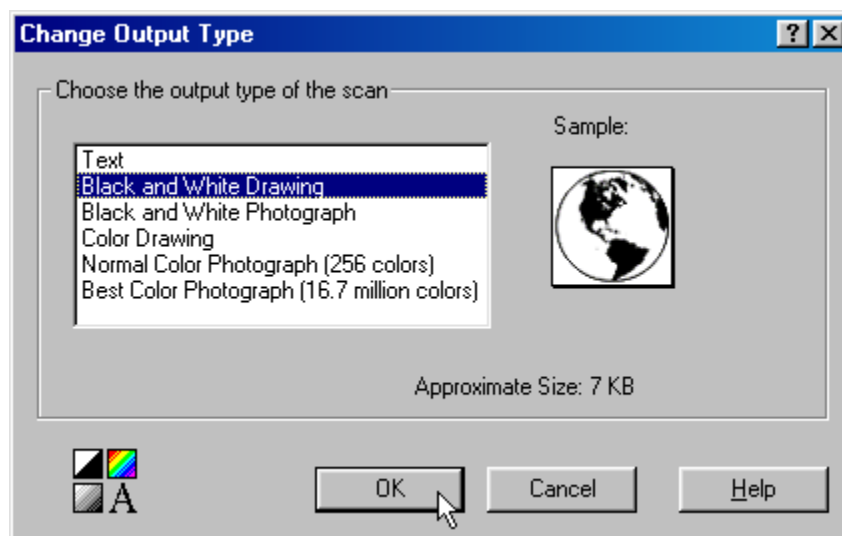 Change Output Type
Choose the output type of the scan
Sample:
Text
Black and White Drawing
Black and White Photograph
Color Drawing
Normal Color Photograph (256 colors)
Best Color Photograph (16.7 million colors)
Approximate Size: 7 KB
A
OK
Cancel
Help